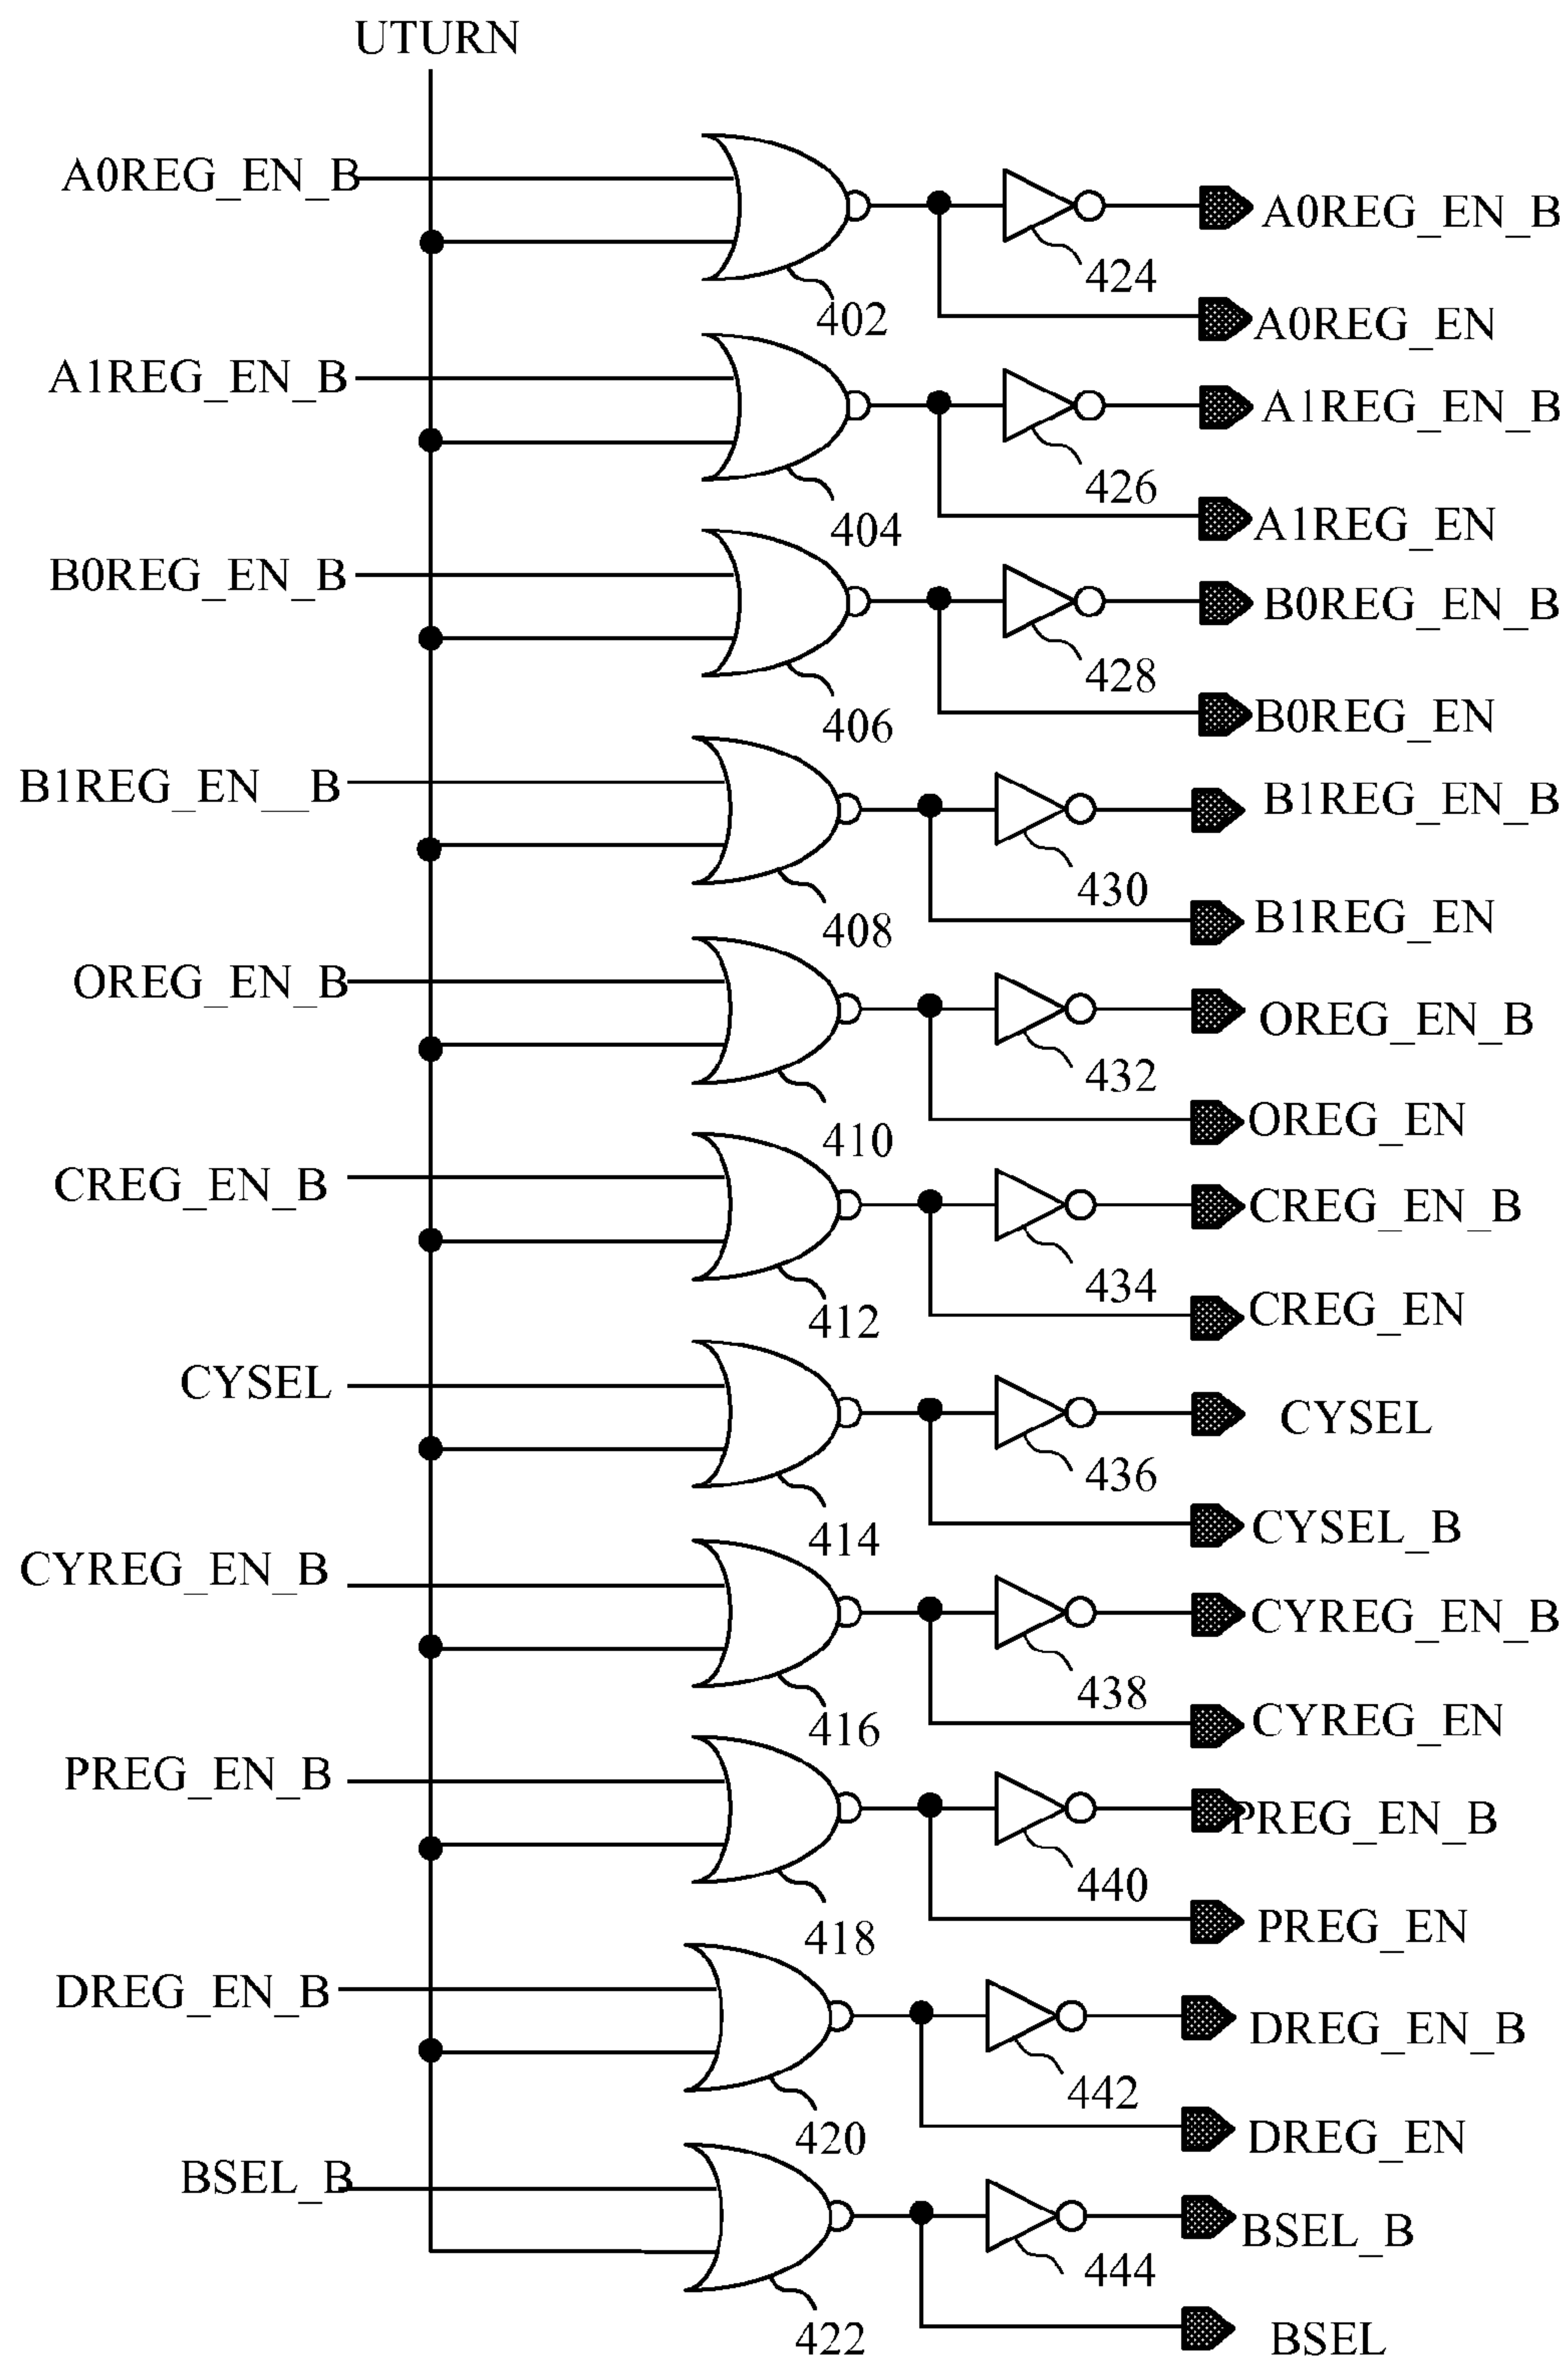 UTURN
A0REG_EN_B
402
424
A0REG_EN_B
A0REG_EN
A1REG_EN_B
404
426
A1REG_EN_B
A1REG_EN
B0REG_EN_B
406
428
B0REG_EN_B
B0REG_EN
B1REG_EN__B
408
430
B1REG_EN_B
B1REG_EN
OREG_EN_B
410
432
OREG_EN_B
OREG_EN
CREG_EN_B
412
434
CREG_EN_B
CREG_EN
CYSEL
414
436
CYSEL
CYSEL_B
CYREG_EN_B
416
438
CYREG_EN_B
CYREG_EN
PREG_EN_B
418
440
PREG_EN_B
PREG_EN
DREG_EN_B
420
442
DREG_EN_B
DREG_EN
BSEL_B
422
444
BSEL_B
BSEL